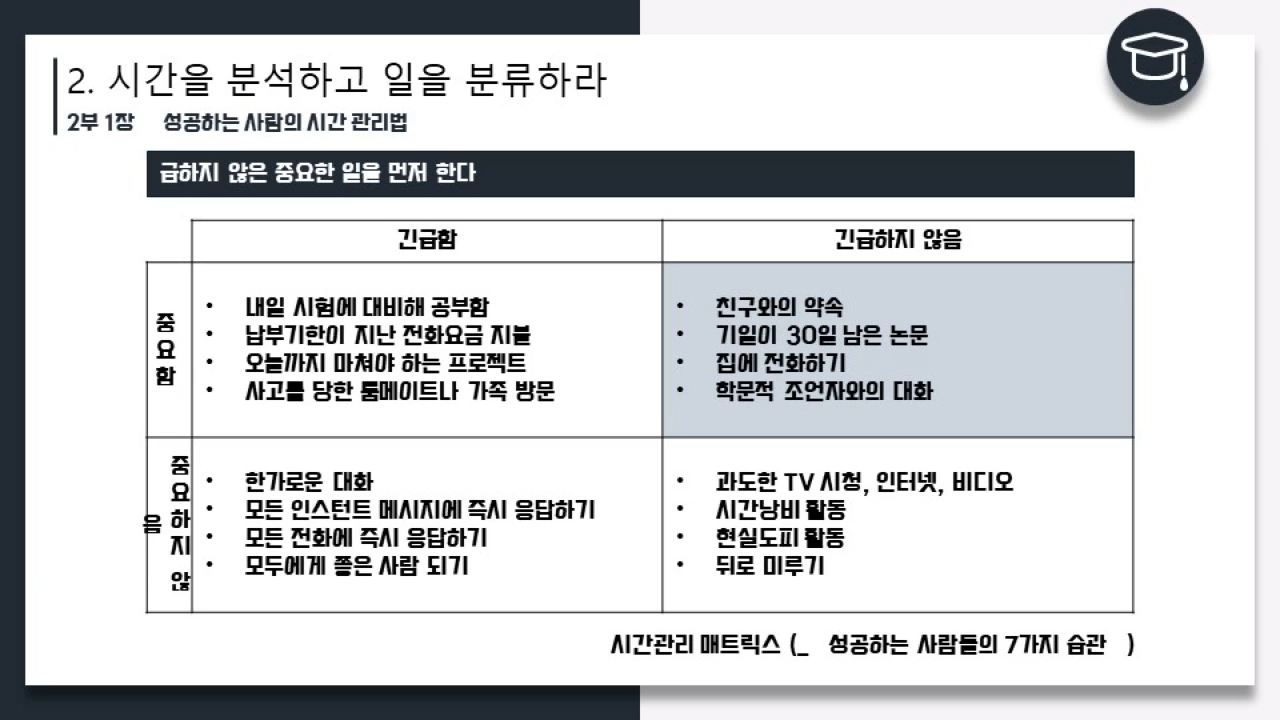 2. 시간을 분석하고 일을 분류하라
2부 1장 성공하는 사람의 시간 관리법
급하지 않은 중요한 일을 먼저 한다
긴급함
긴급하지 않음
중요함
• 내일 시험에 대비해 공부함
• 납부기한이 지난 전화요금 지불
• 오늘까지 마쳐야 하는 프로젝트
• 사고를 당한 룸메이트나 가족 방문
• 친구와의 약속
• 기일이 30일 남은 논문
• 집에 전화하기
• 학문적 조언자와의 대화
중요하지 않음
• 한가로운 대화
• 모든 인스턴트 메시지에 즉시 응답하기
• 모든 전화에 즉시 응답하기
• 모두에게 좋은 사람 되기
• 과도한 TV 시청, 인터넷, 비디오
• 시간낭비 활동
• 현실도피 활동
• 뒤로 미루기
시간관리 매트릭스 (_ 성공하는 사람들의 7가지 습관 )